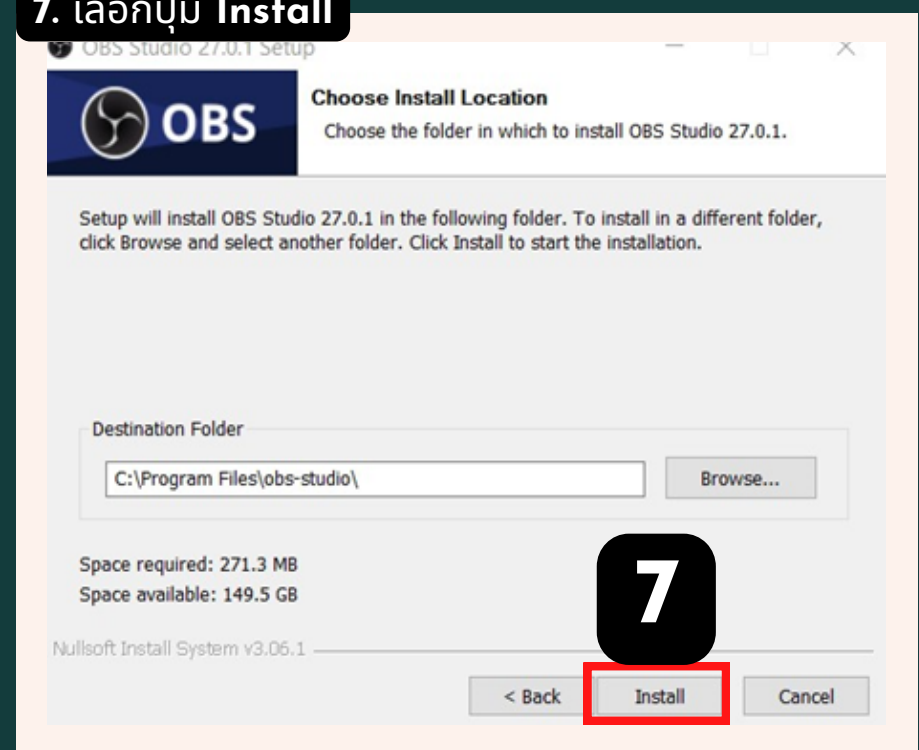 7. เลือกปุ่ม Install
OBS Studio 27.0.1 Setup
OBS
Choose Install Location
Choose the folder in which to install OBS Studio 27.0.1.
Setup will install OBS Studio 27.0.1 in the following folder. To install in a different folder,
click Browse and select another folder. Click Install to start the installation.
Destination Folder
C:\Program Files\obs-studio\
Browse...
Space required: 271.3 MB
Space available: 149.5 GB
7
Nullsoft Install System v3.06.1
< Back
Install
Cancel